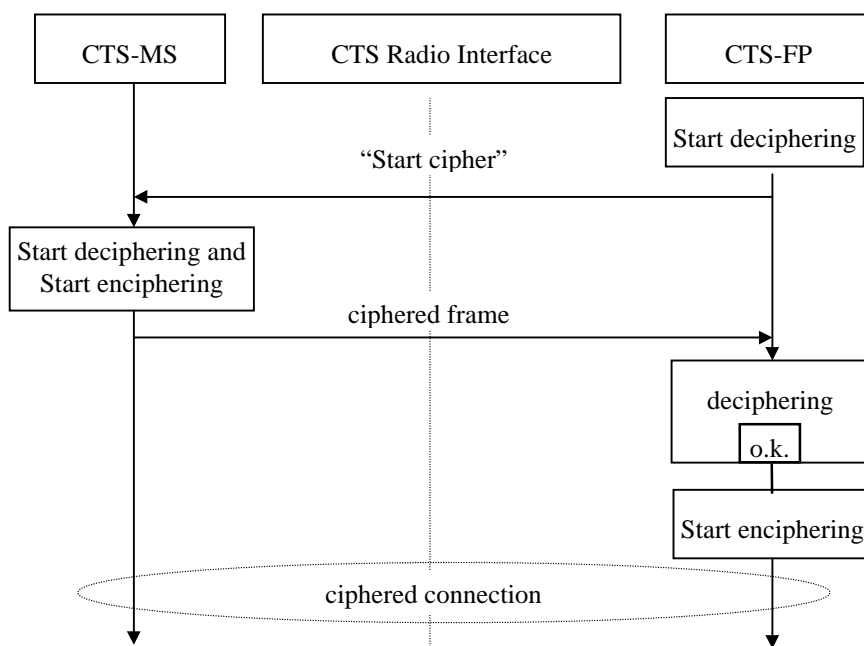 CTS-MS
CTS Radio Interface
CTS-FP
Start deciphering
“Start cipher”
Start deciphering and
Start enciphering
ciphered frame
deciphering
o.k.
Start enciphering
ciphered connection